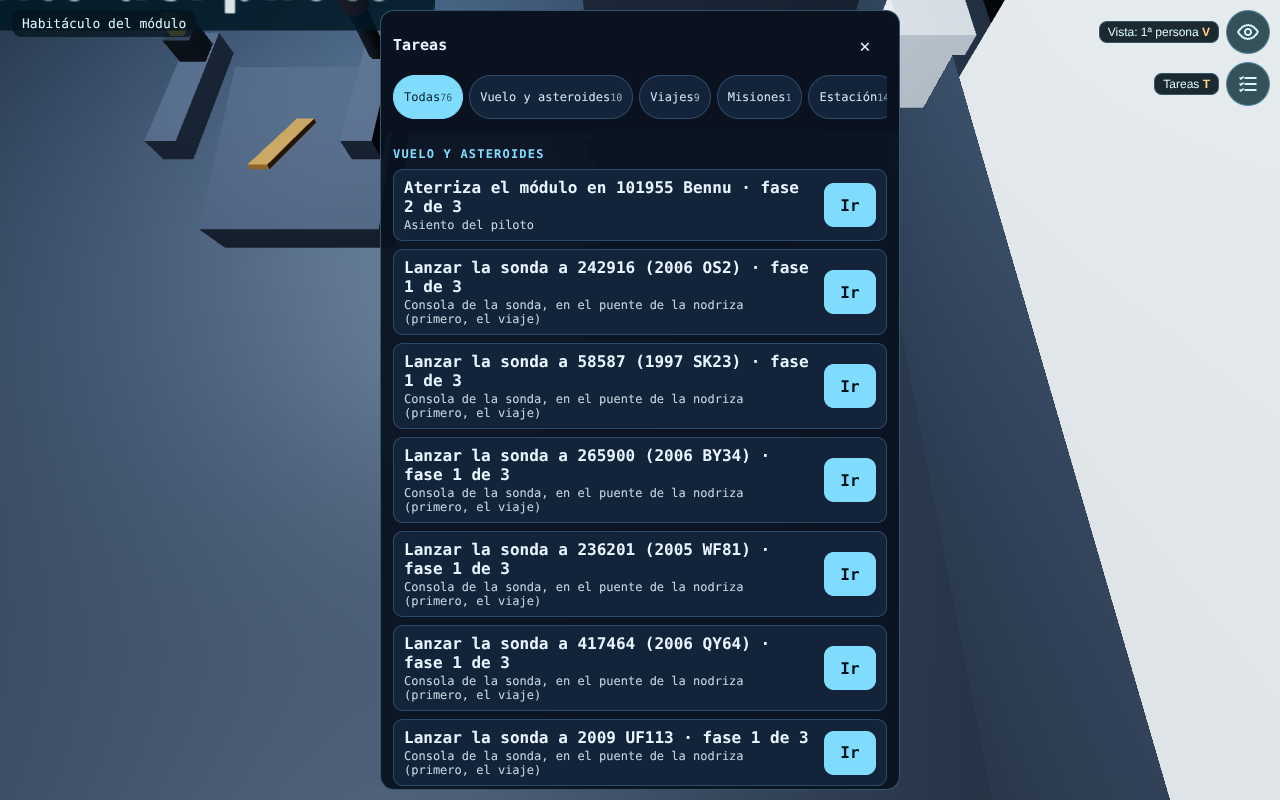 Habitáculo del módulo
Tareas
×
Vista: 1ª persona V
Tareas T
Todas76
Vuelo y asteroides10
Viajes9
Misiones1
Estación14
VUELO Y ASTEROIDES
Aterriza el módulo en 101955 Bennu · fase
2 de 3
Asiento del piloto
Ir
Lanzar la sonda a 242916 (2006 OS2) · fase
1 de 3
Consola de la sonda, en el puente de la nodriza
(primero, el viaje)
Ir
Lanzar la sonda a 58587 (1997 SK23) · fase
1 de 3
Consola de la sonda, en el puente de la nodriza
(primero, el viaje)
Ir
Lanzar la sonda a 265900 (2006 BY34) ·
fase 1 de 3
Consola de la sonda, en el puente de la nodriza
(primero, el viaje)
Ir
Lanzar la sonda a 236201 (2005 WF81) ·
fase 1 de 3
Consola de la sonda, en el puente de la nodriza
(primero, el viaje)
Ir
Lanzar la sonda a 417464 (2006 QY64) ·
fase 1 de 3
Consola de la sonda, en el puente de la nodriza
(primero, el viaje)
Ir
Lanzar la sonda a 2009 UF113 · fase 1 de 3
Consola de la sonda, en el puente de la nodriza
(primero, el viaje)
Ir